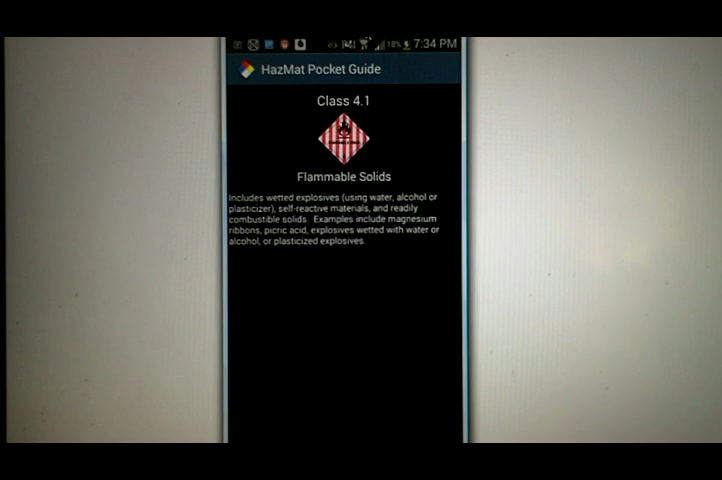 18% 7:34 PM
HazMat Pocket Guide
Class 4.1
Flammable Solids
Includes wetted explosives (using water, alcohol or
plasticizer), self-reactive materials, and readily
combustible solids.  Examples include magnesium
ribbons, picric acid, explosives wetted with water or
alcohol, or plasticized explosives.